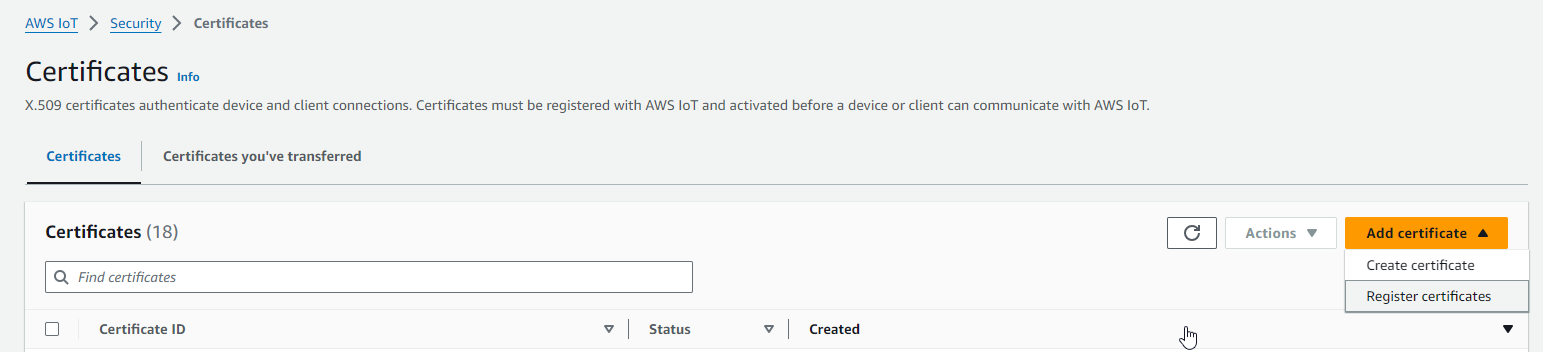 AWS IoT > Security > Certificates
Certificates Info
X.509 certificates authenticate device and client connections. Certificates must be registered with AWS IoT and activated before a device or client can communicate with AWS IoT.
Certificates Certificates you've transferred
Certificates (18) Actions Add certificate
Create certificate
Find certificates
Register certificates
Certificate ID Status Created